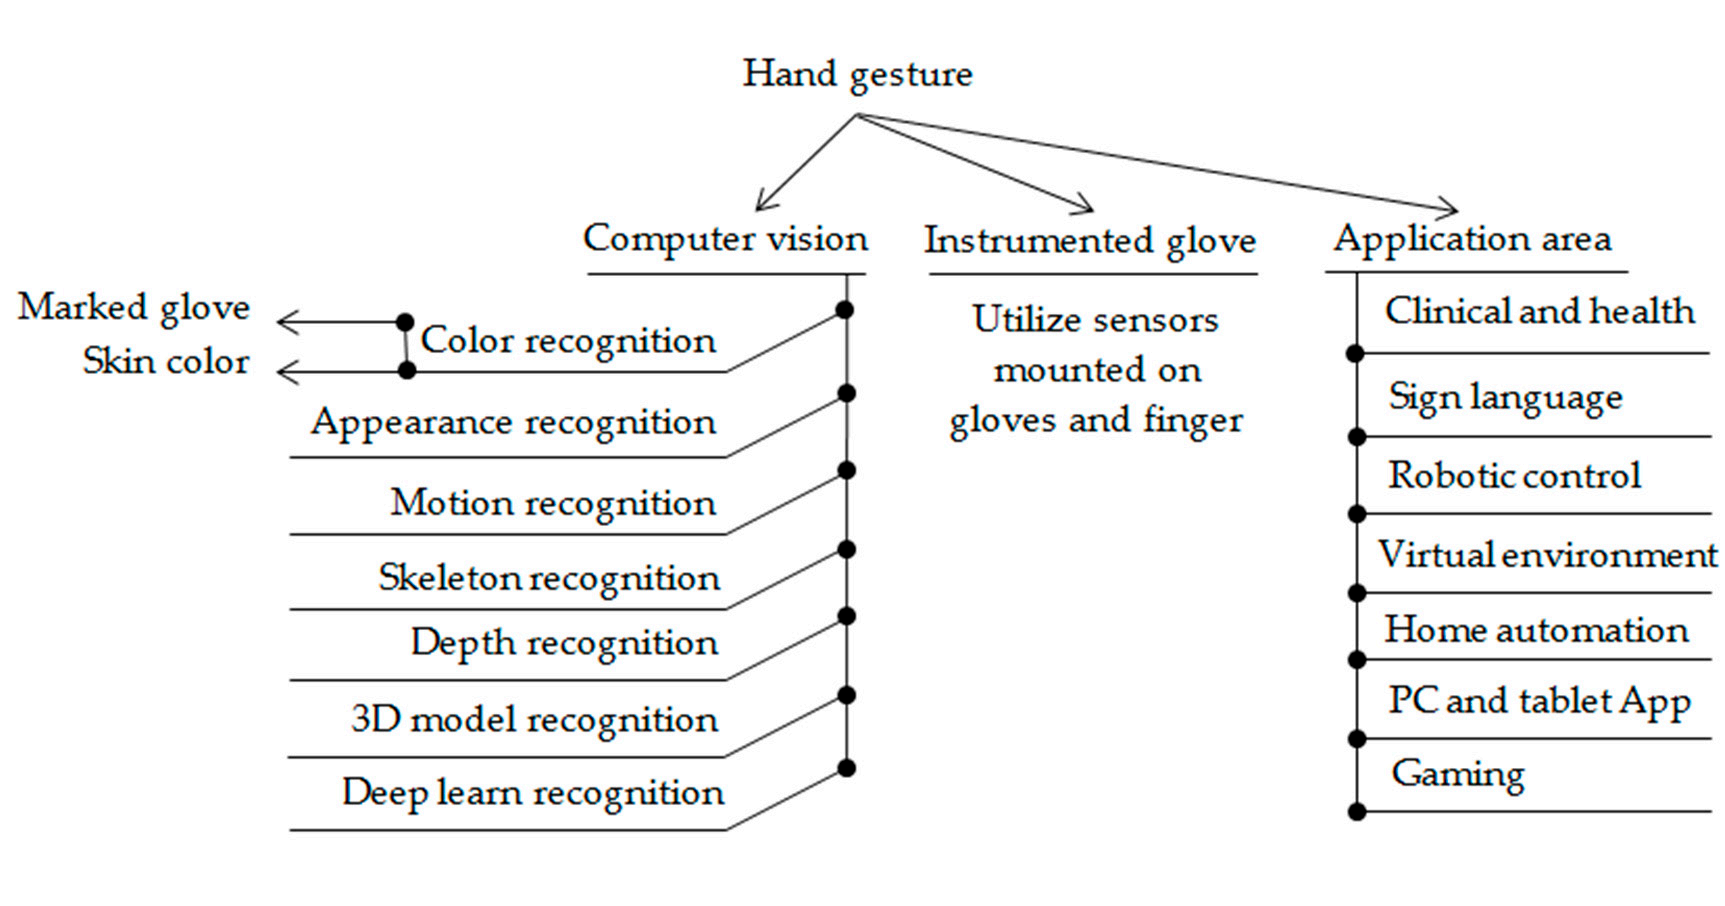 Hand gesture
Computer vision
Instrumented glove
Application area
Marked glove
Skin color
Color recognition
Appearance recognition
Motion recognition
Skeleton recognition
Depth recognition
3D model recognition
Deep learn recognition
Utilize sensors
mounted on
gloves and finger
Clinical and health
Sign language
Robotic control
Virtual environment
Home automation
PC and tablet App
Gaming